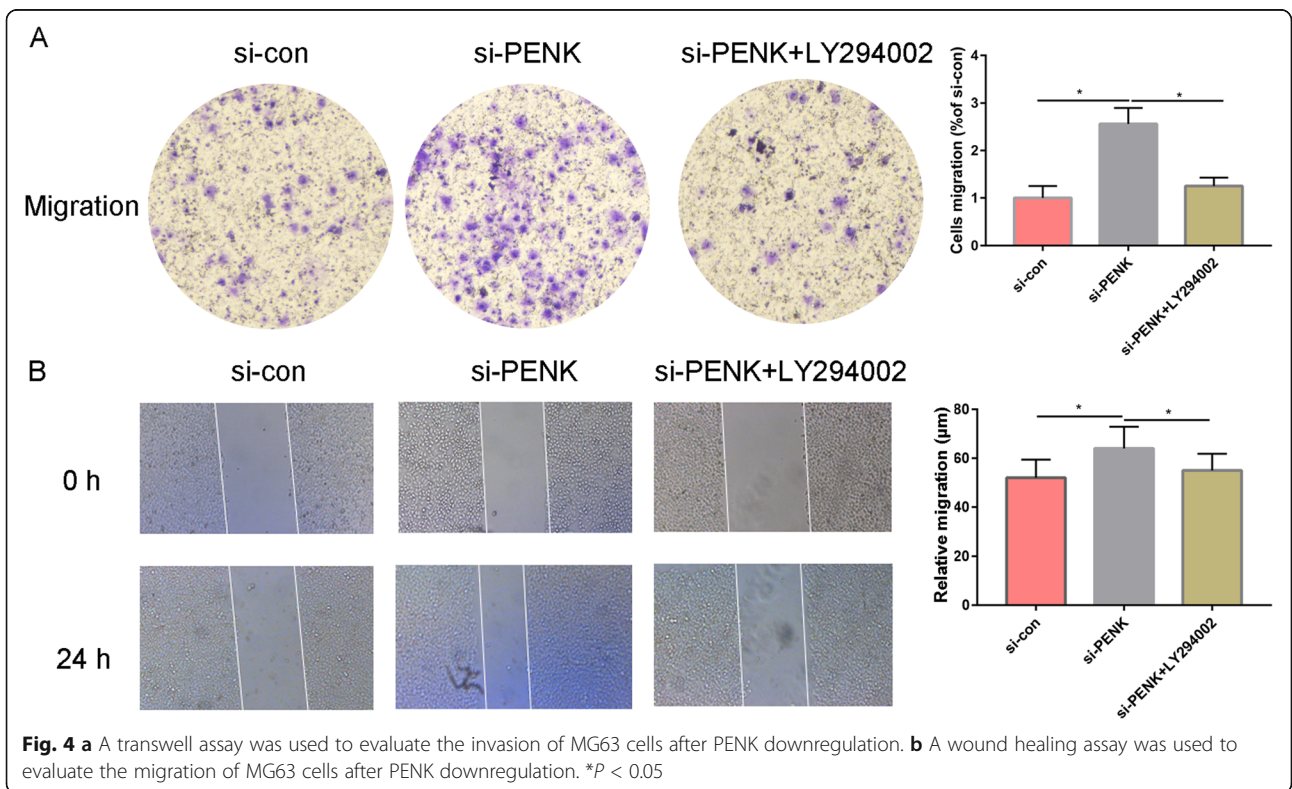 A
si-con si-PENK si-PENK+LY294002
Migration
Cells migration (%of si-con)
4
3
2
1
0
* *
si-con
si-PENK
si-PENK+LY294002
B
si-con si-PENK si-PENK+LY294002
0 h
24 h
Relative migration (μm)
80
60
40
20
0
* *
si-con
si-PENK
si-PENK+LY294002
Fig. 4 a A transwell assay was used to evaluate the invasion of MG63 cells after PENK downregulation. b A wound healing assay was used to
evaluate the migration of MG63 cells after PENK downregulation. *P < 0.05